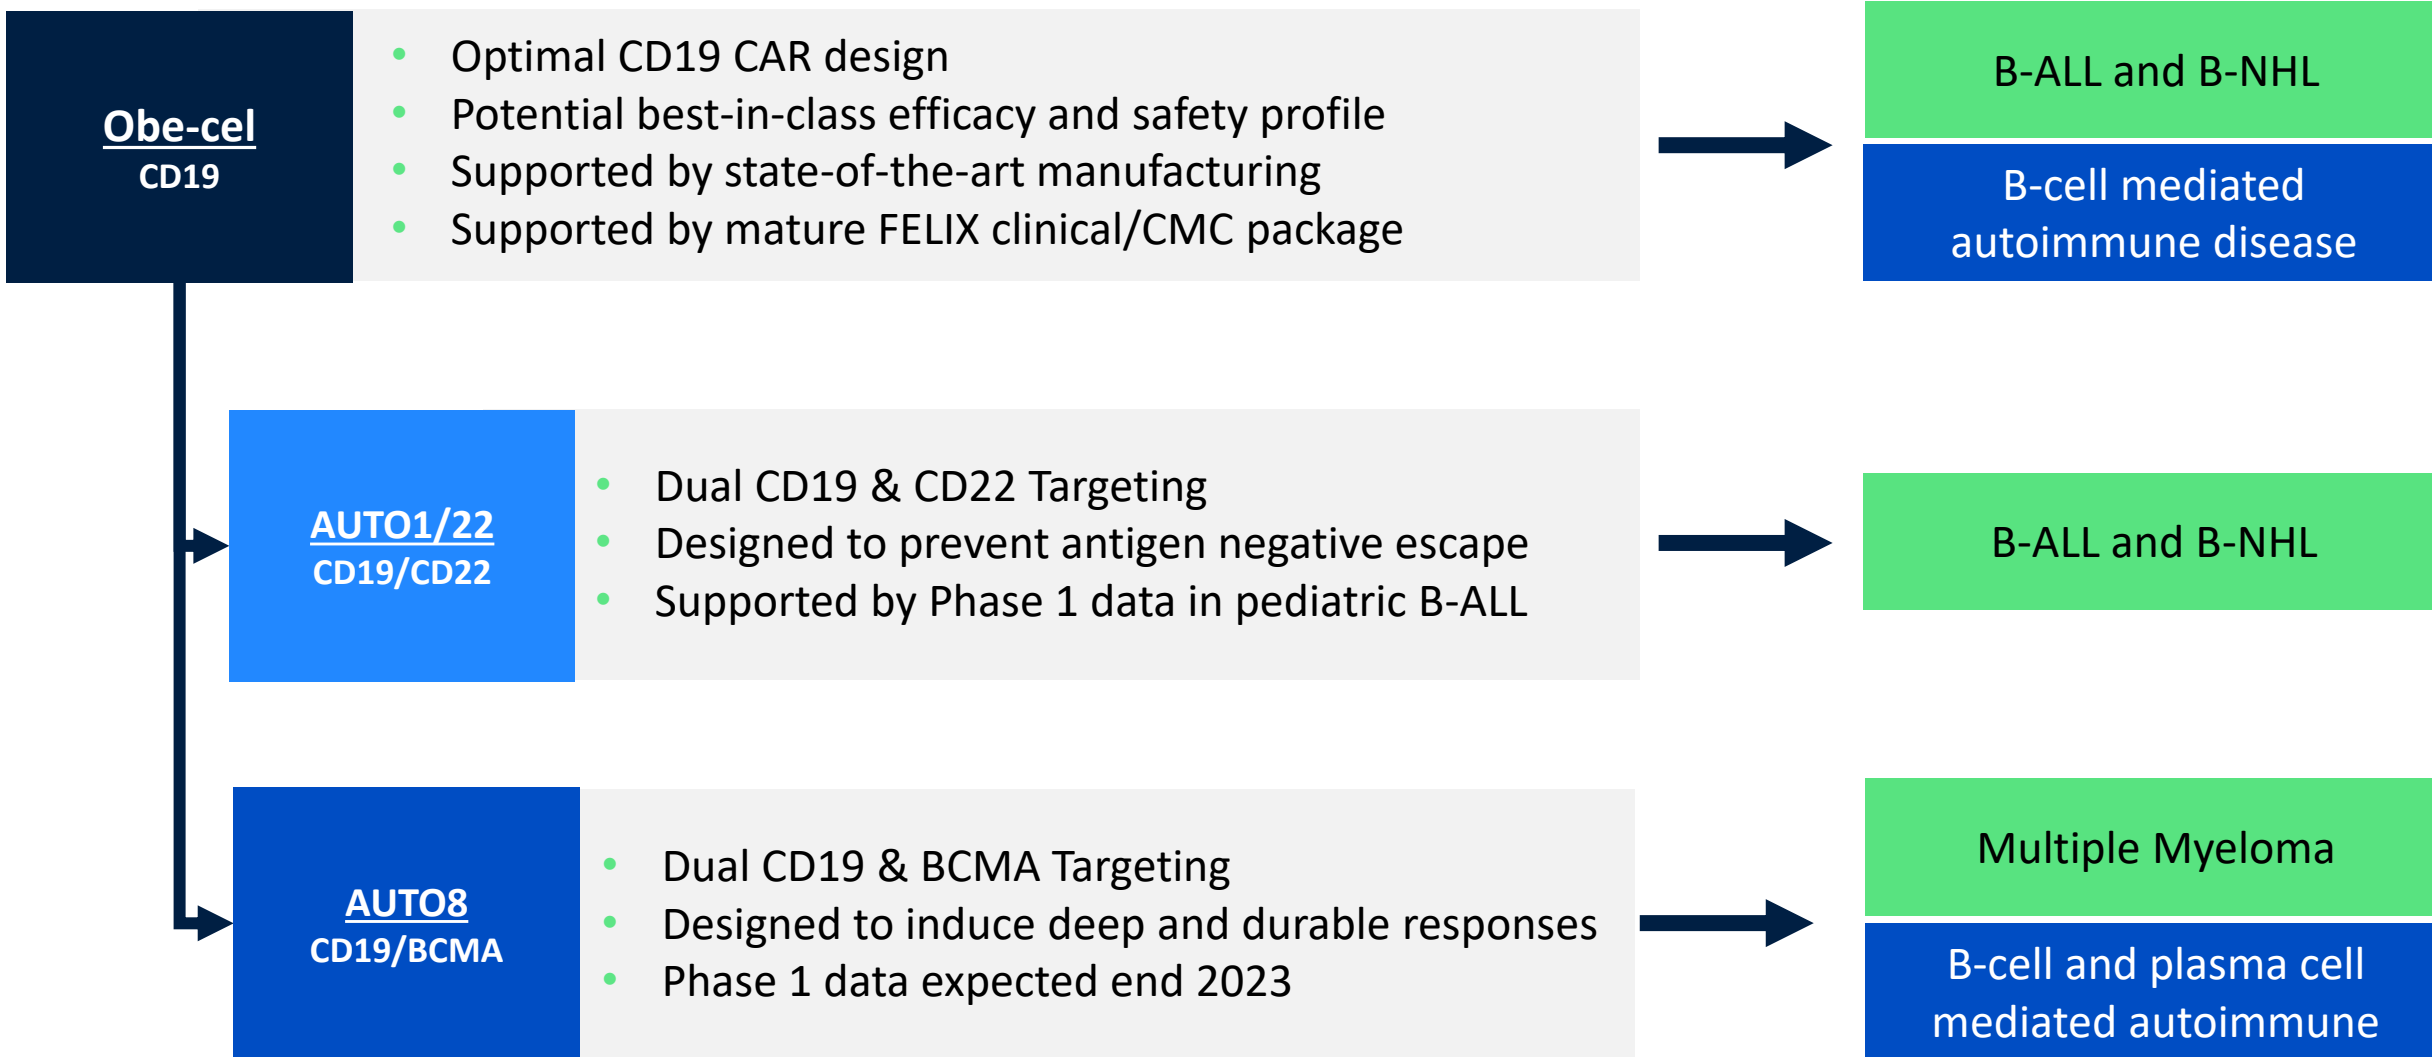 Obe-cel
CD19
• Optimal CD19 CAR design
• Potential best-in-class efficacy and safety profile
• Supported by state-of-the-art manufacturing
• Supported by mature FELIX clinical/CMC package
B-ALL and B-NHL
B-cell mediated
autoimmune disease
AUTO1/22
CD19/CD22
• Dual CD19 & CD22 Targeting
• Designed to prevent antigen negative escape
• Supported by Phase 1 data in pediatric B-ALL
B-ALL and B-NHL
AUTO8
CD19/BCMA
• Dual CD19 & BCMA Targeting
• Designed to induce deep and durable responses
• Phase 1 data expected end 2023
Multiple Myeloma
B-cell and plasma cell
mediated autoimmune